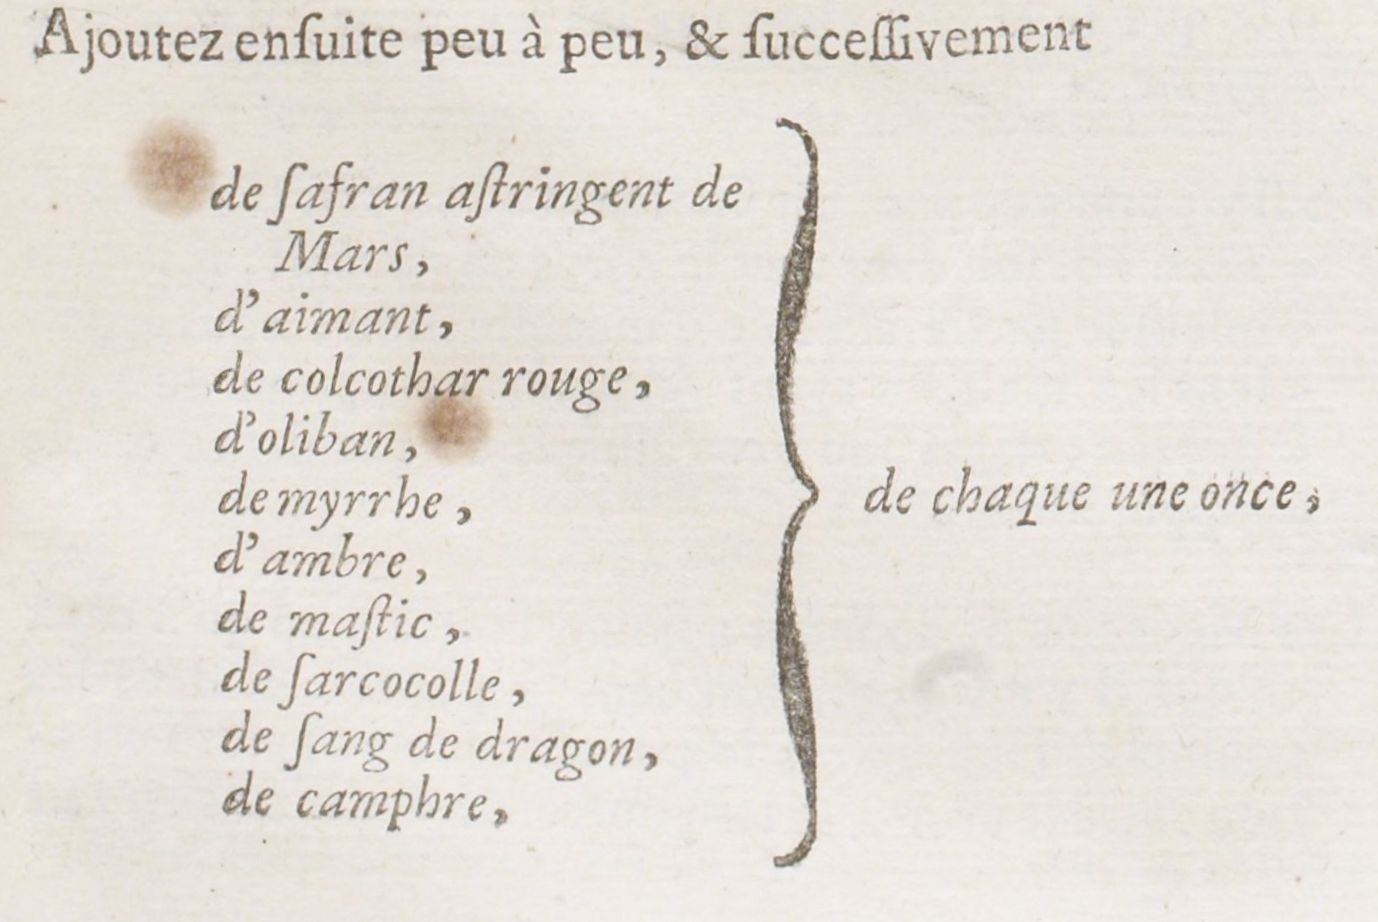 Ajoutez enſuite peu à peu, & ſucceſſivement
de ſafran aſtringent de
Mars,
d'aimant,
de colcothar rouge,
d'oliban,
de myrrhe,
d'ambre,
de maſtic,
de ſarcocolle,
de ſang de dragon,
de camphre,
de chaque une once,